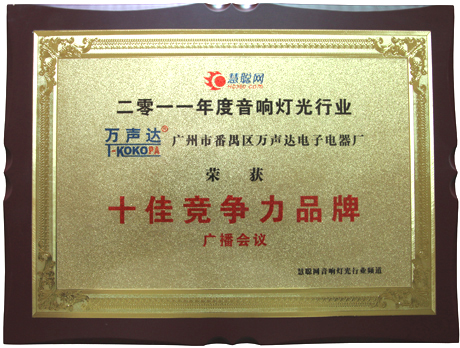 慧聪网
HC360.COM
二零一一年度音响灯光行业
万声达® 广州市番禺区万声达电子电器厂
T-KOKOPA
荣 获
十佳竞争力品牌
广播会议
慧聪网音响灯光行业频道